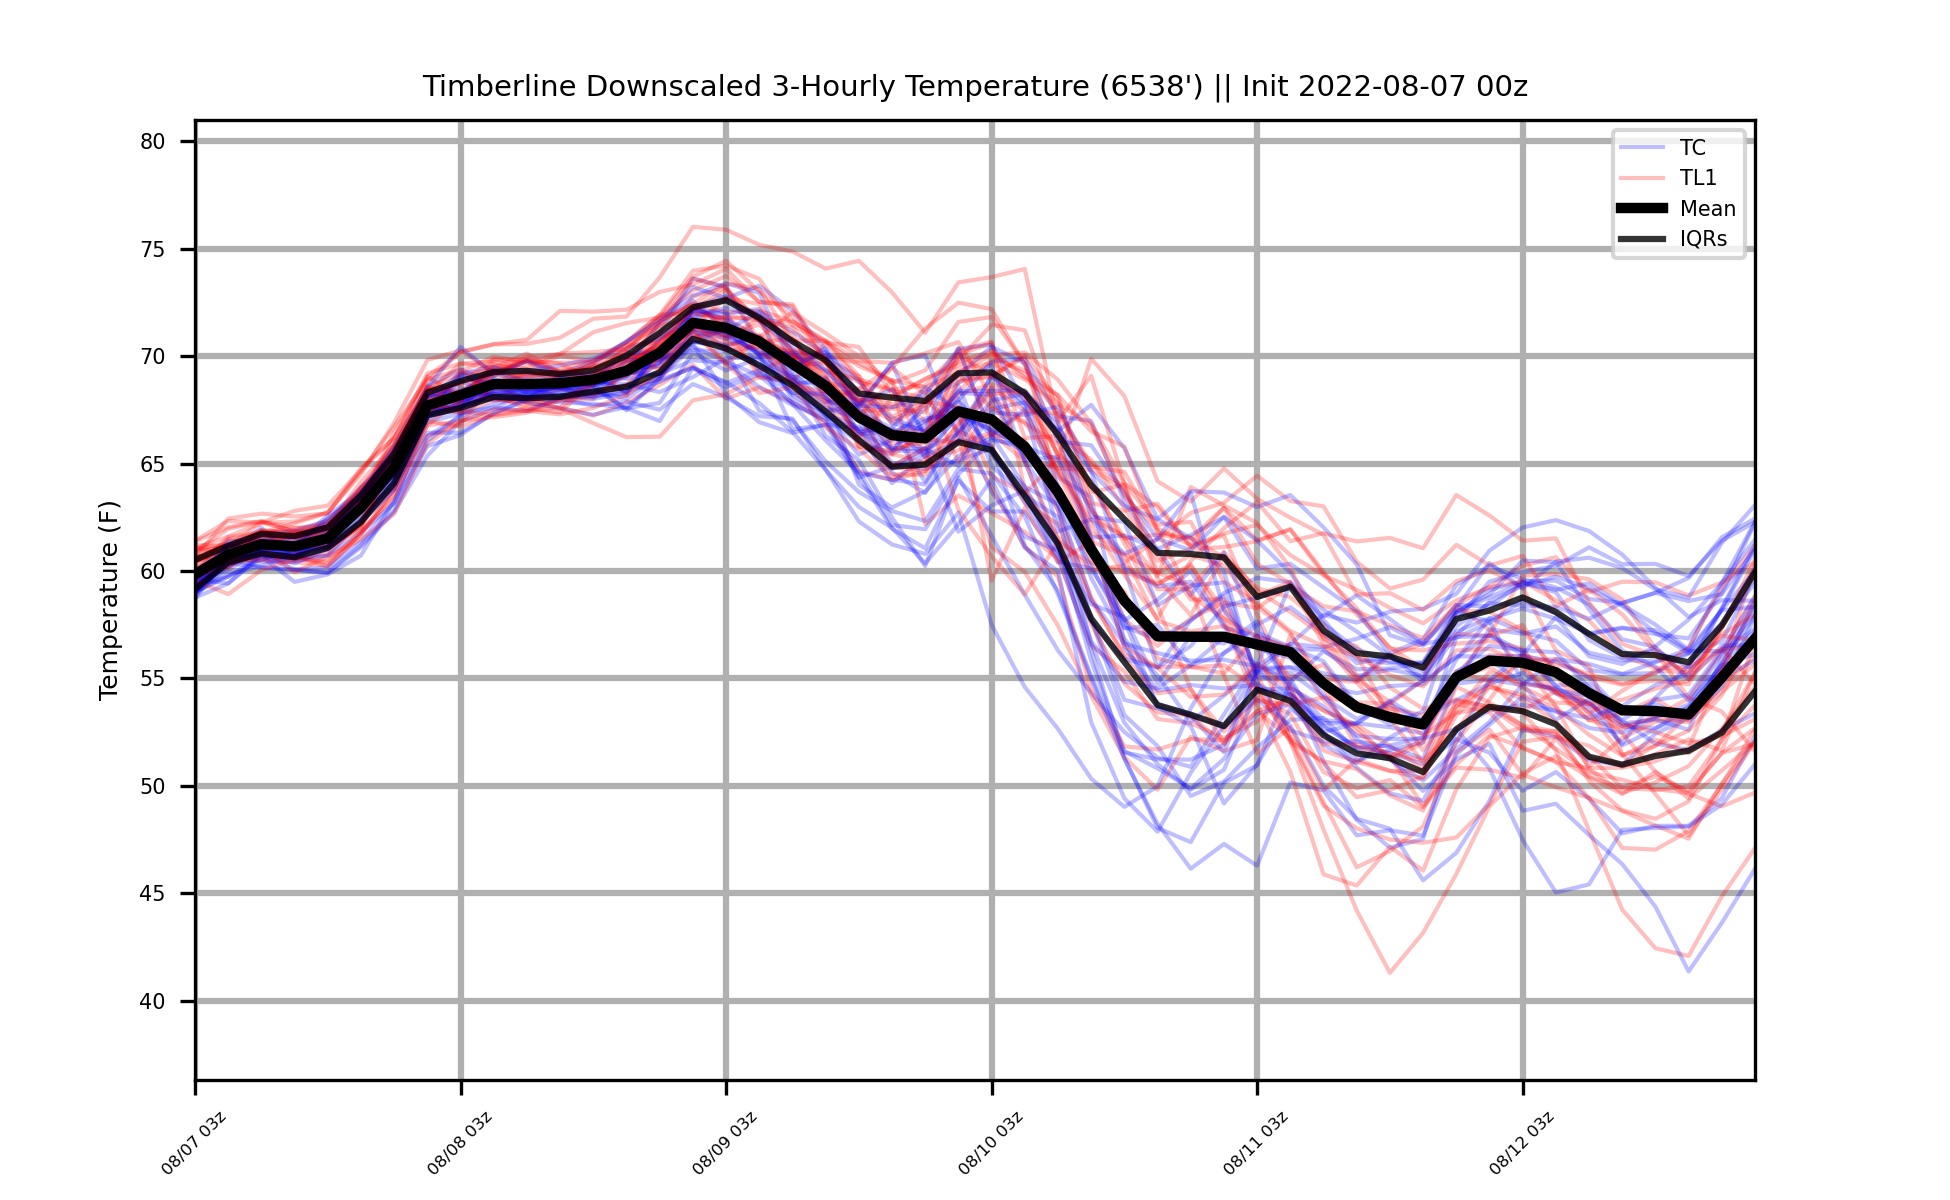 Timberline Downscaled 3-Hourly Temperature (6538') || Init 2022-08-07 00z
TC
TL1
Mean
IQRs
Temperature (F)
80
75
70
65
60
55
50
45
40
08/07 03z
08/08 03z
08/09 03z
08/10 03z
08/11 03z
08/12 03z